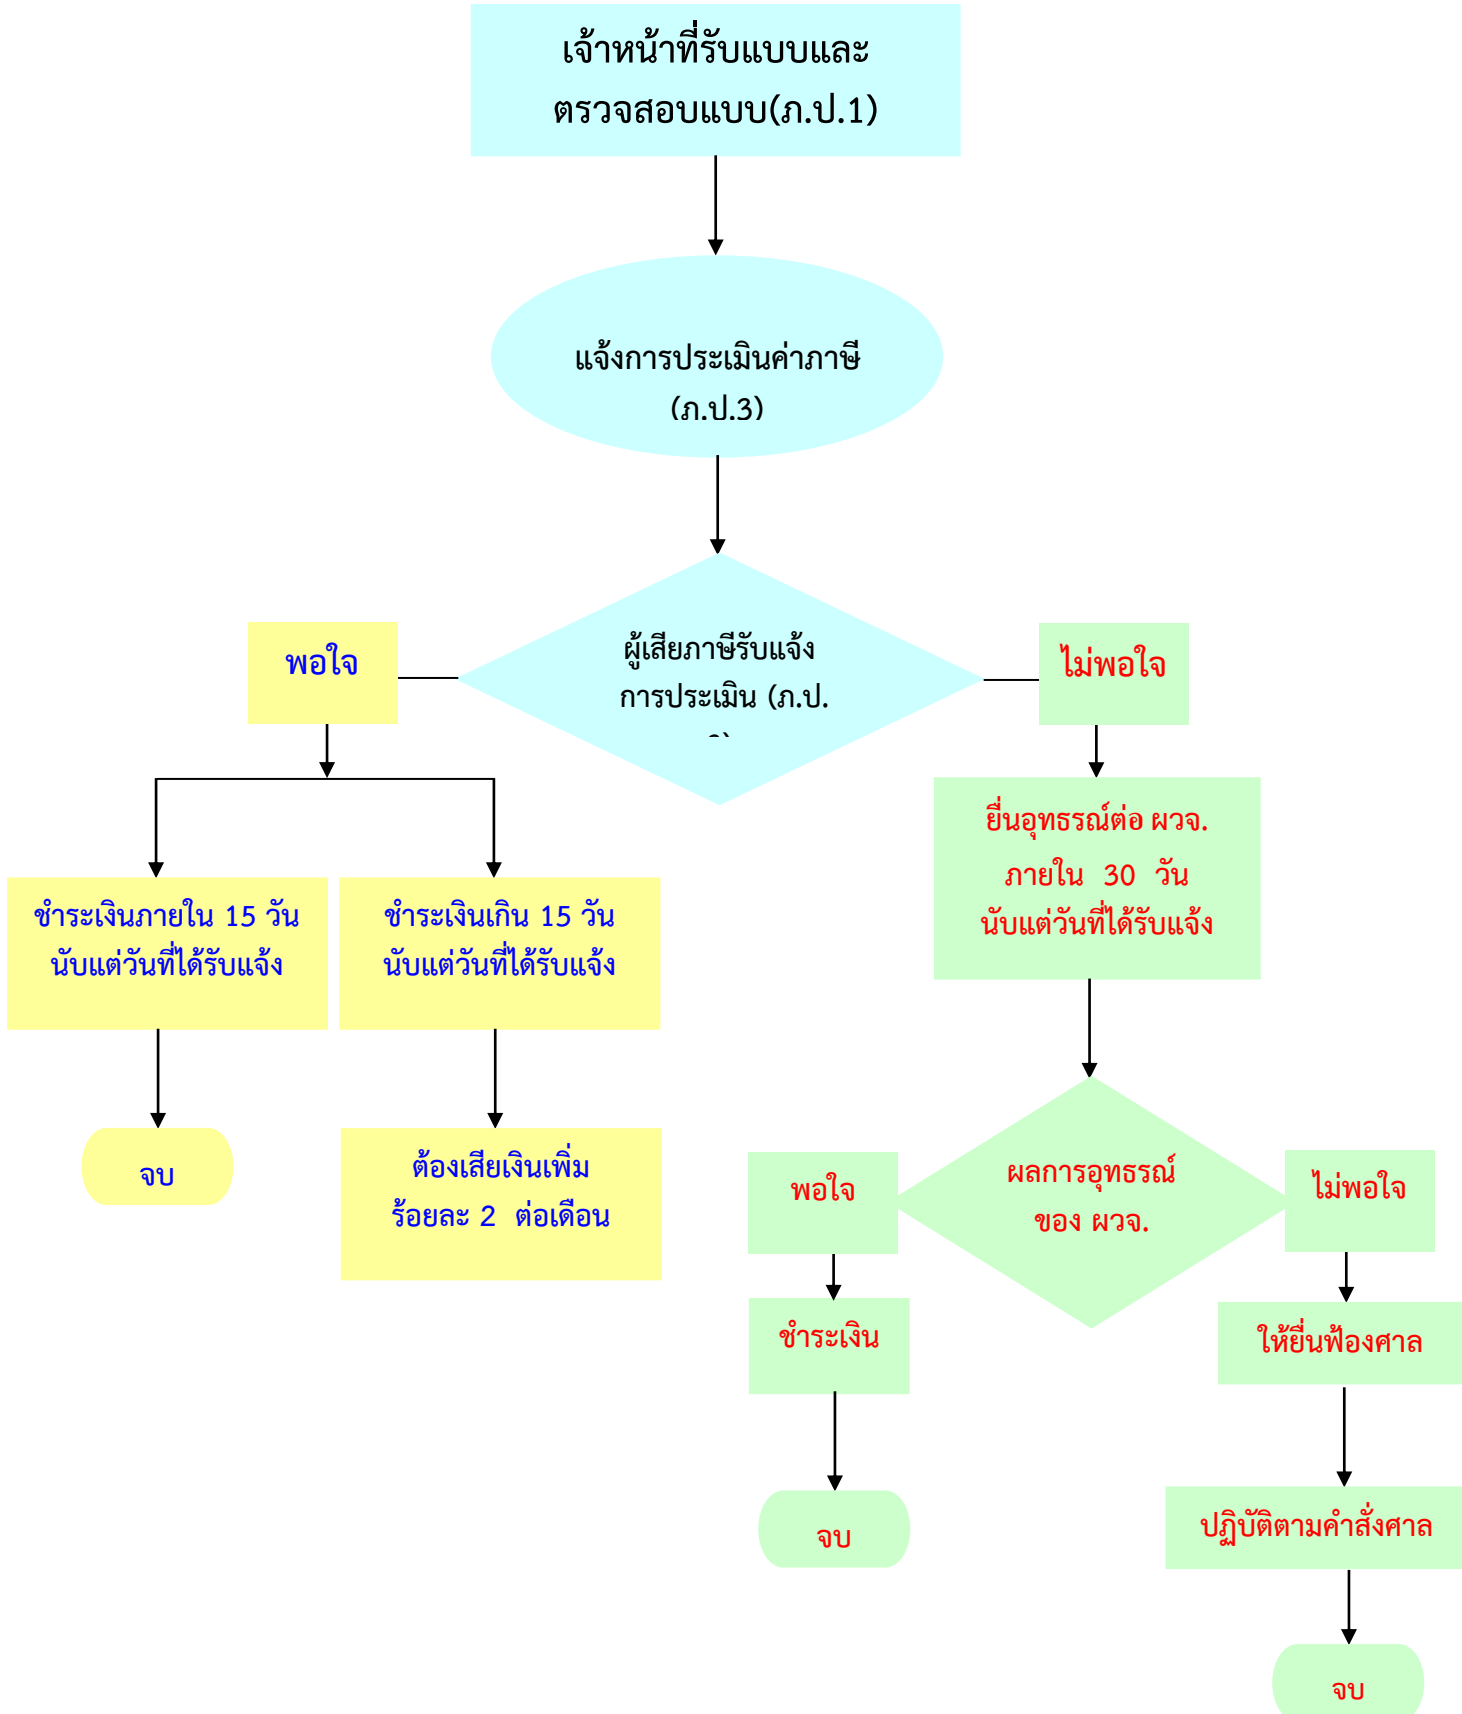 เจ้าหน้าที่รับแบบและ
ตรวจสอบแบบ(ภ.ป.1)
แจ้งการประเมินค่าภาษี
(ภ.ป.3)
ผู้เสียภาษีรับแจ้ง
การประเมิน (ภ.ป.
พอใจ
ไม่พอใจ
ชำระเงินภายใน 15 วัน
นับแต่วันที่ได้รับแจ้ง
ชำระเงินเกิน 15 วัน
นับแต่วันที่ได้รับแจ้ง
ยื่นอุทธรณ์ต่อ ผวจ.
ภายใน 30 วัน
นับแต่วันที่ได้รับแจ้ง
จบ
ต้องเสียเงินเพิ่ม
ร้อยละ 2 ต่อเดือน
พอใจ
ผลการอุทธรณ์
ของ ผวจ.
ไม่พอใจ
ชำระเงิน
ให้ยื่นฟ้องศาล
จบ
ปฏิบัติตามคำสั่งศาล
จบ